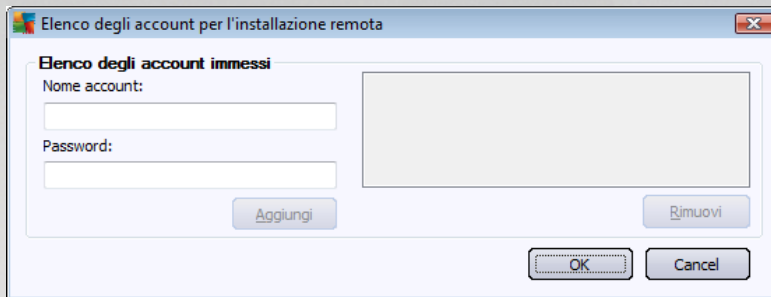 Elenco degli account per l'installazione remota
Elenco degli account immessi
Nome account:
Password:
Aggiungi
Rimuovi
OK
Cancel